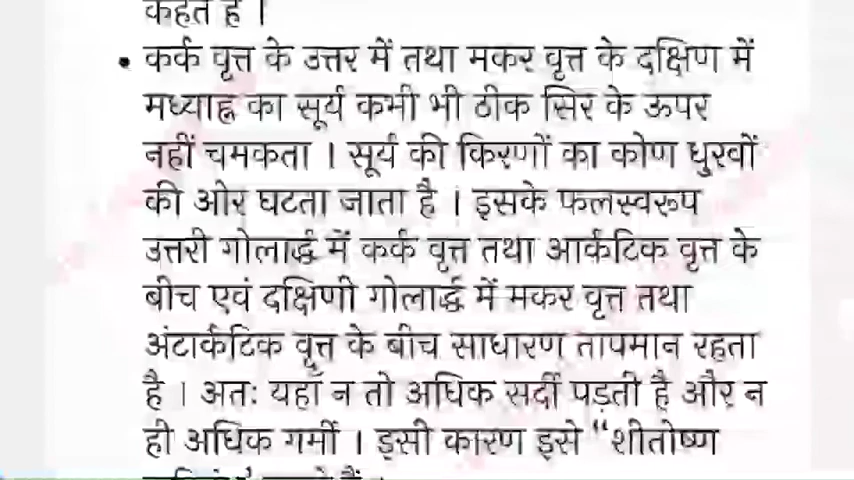 कहते हैं ।
• कर्क वृत्त के उत्तर में तथा मकर वृत्त के दक्षिण में
मध्याह्न का सूर्य कभी भी ठीक सिर के ऊपर
नहीं चमकता । सूर्य की किरणों का कोण धुरवों
की ओर घटता जाता है । इसके फलस्वरूप
उत्तरी गोलार्द्ध में कर्क वृत्त तथा आर्कटिक वृत्त के
बीच एवं दक्षिणी गोलार्द्ध में मकर वृत्त तथा
अंटार्कटिक वृत्त के बीच साधारण तापमान रहता
है । अतः यहाँ न तो अधिक सर्दी पड़ती है और न
ही अधिक गर्मी । इसी कारण इसे “शीतोष्ण